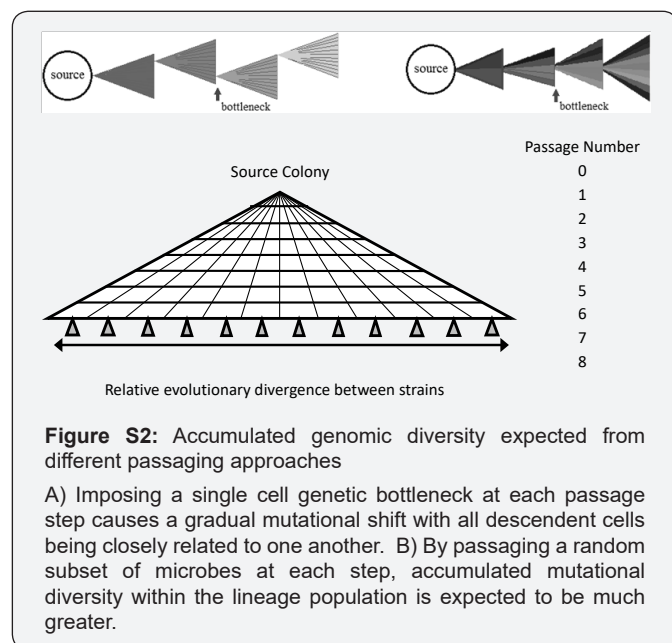 source
bottleneck
source
bottleneck
Passage Number
Source Colony
0
1
2
3
4
5
6
7
8
Relative evolutionary divergence between strains
Figure S2: Accumulated genomic diversity expected from
different passaging approaches
A) Imposing a single cell genetic bottleneck at each passage
step causes a gradual mutational shift with all descendent cells
being closely related to one another. B) By passaging a random
subset of microbes at each step, accumulated mutational
diversity within the lineage population is expected to be much
greater.